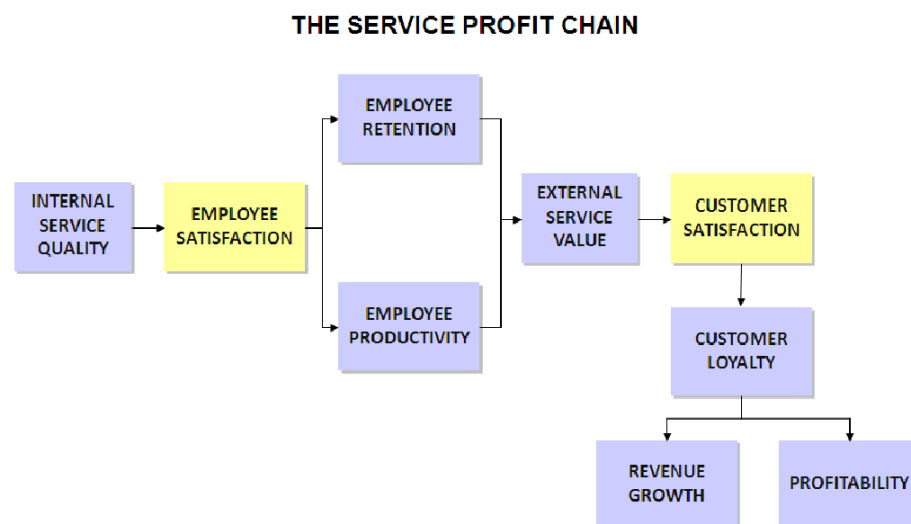 THE SERVICE PROFIT CHAIN
EMPLOYEE
RETENTION
INTERNAL
SERVICE
QUALITY
EMPLOYEE
SATISFACTION
EXTERNAL
SERVICE
VALUE
CUSTOMER
SATISFACTION
EMPLOYEE
PRODUCTIVITY
CUSTOMER
LOYALTY
REVENUE
GROWTH
PROFITABILITY